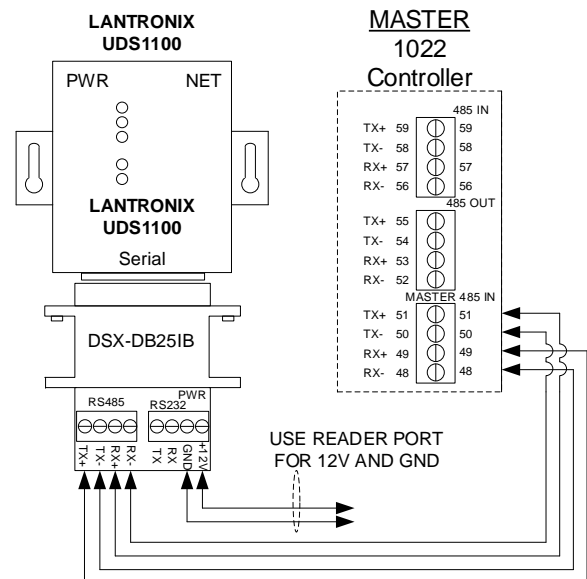 LANTRONIX
UDS1100
PWR NET
LANTRONIX
UDS1100
Serial
DSX-DB25IB
PWR
RS485 RS232
TX+ TX- RX+ RX- TX RX GND +12V
USE READER PORT
FOR 12V AND GND
MASTER
1022
Controller
485 IN
TX+ 59 59
TX- 58 58
RX+ 57 57
RX- 56 56
485 OUT
TX+ 55
TX- 54
RX+ 53
RX- 52
MASTER 485 IN
TX+ 51 51
TX- 50 50
RX+ 49 49
RX- 48 48